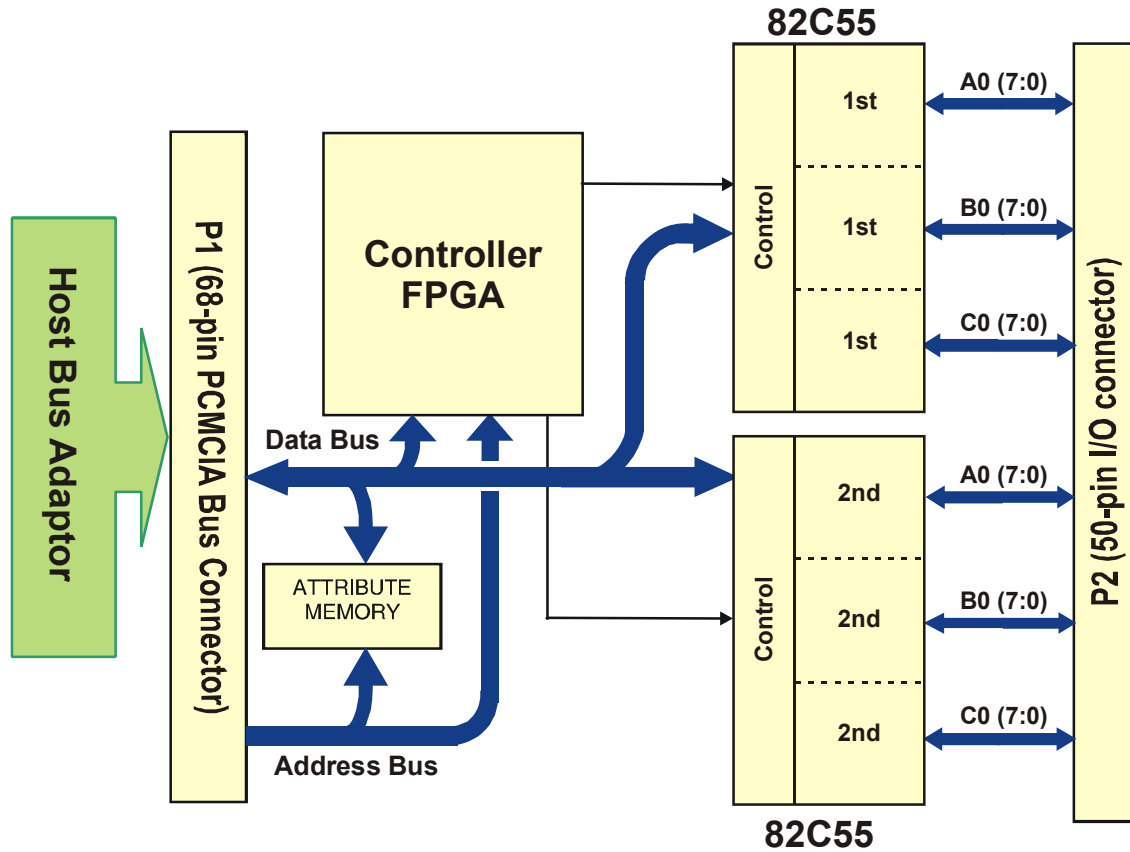 82C55
Host Bus Adaptor
P1 (68-pin PCMCIA Bus Connector)
Controller
FPGA
Control
1st
1st
1st
A0 (7:0)
B0 (7:0)
C0 (7:0)
P2 (50-pin I/O connector)
Data Bus
ATTRIBUTE
MEMORY
Address Bus
Control
2nd
2nd
2nd
A0 (7:0)
B0 (7:0)
C0 (7:0)
82C55